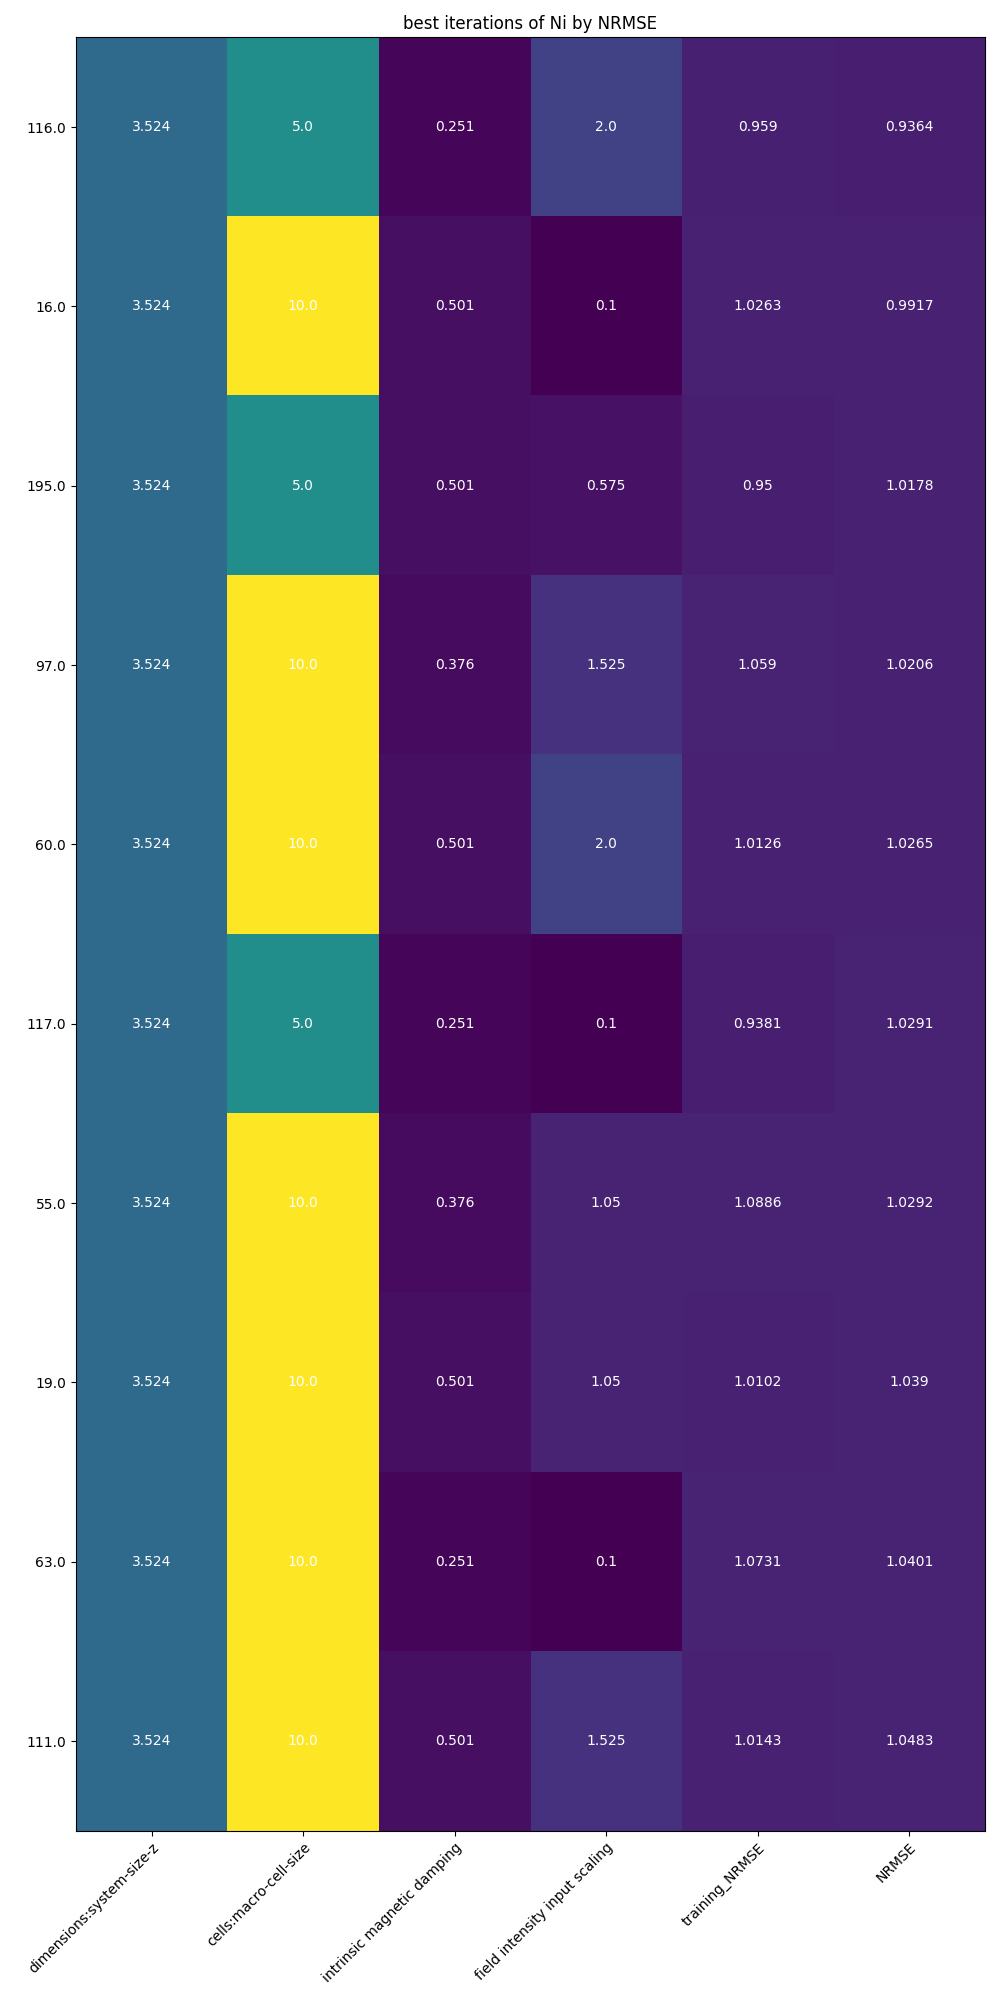 best iterations of Ni by NRMSE
116.0 3.524 5.0 0.251 2.0 0.959 0.9364
16.0 3.524 10.0 0.501 0.1 1.0263 0.9917
195.0 3.524 5.0 0.501 0.575 0.95 1.0178
97.0 3.524 10.0 0.376 1.525 1.059 1.0206
60.0 3.524 10.0 0.501 2.0 1.0126 1.0265
117.0 3.524 5.0 0.251 0.1 0.9381 1.0291
55.0 3.524 10.0 0.376 1.05 1.0886 1.0292
19.0 3.524 10.0 0.501 1.05 1.0102 1.039
63.0 3.524 10.0 0.251 0.1 1.0731 1.0401
111.0 3.524 10.0 0.501 1.525 1.0143 1.0483
dimensions:system-size-z
cells:macro-cell-size
intrinsic magnetic damping
field intensity input scaling
training_NRMSE
NRMSE